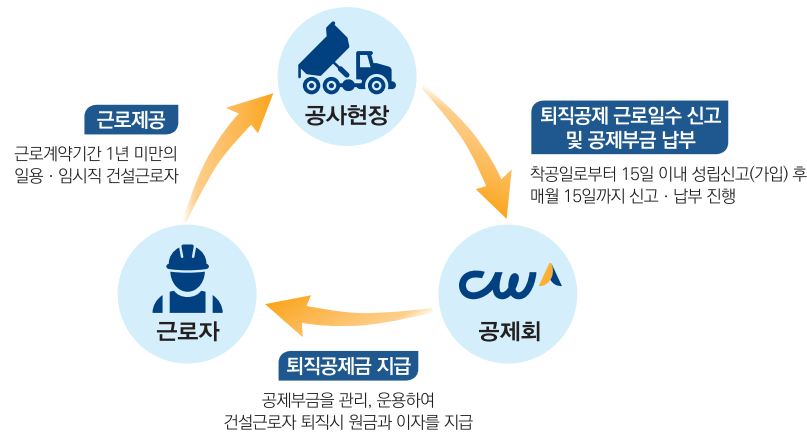 공사현장
근로제공
근로계약기간 1년 미만의
일용 · 임시직 건설근로자
퇴직공제 근로일수 신고
및 공제부금 납부
착공일로부터 15일 이내 성립신고(가입) 후
매월 15일까지 신고 · 납부 진행
근로자
cw
공제회
퇴직공제금 지급
공제부금을 관리, 운용하여
건설근로자 퇴직시 원금과 이자를 지급